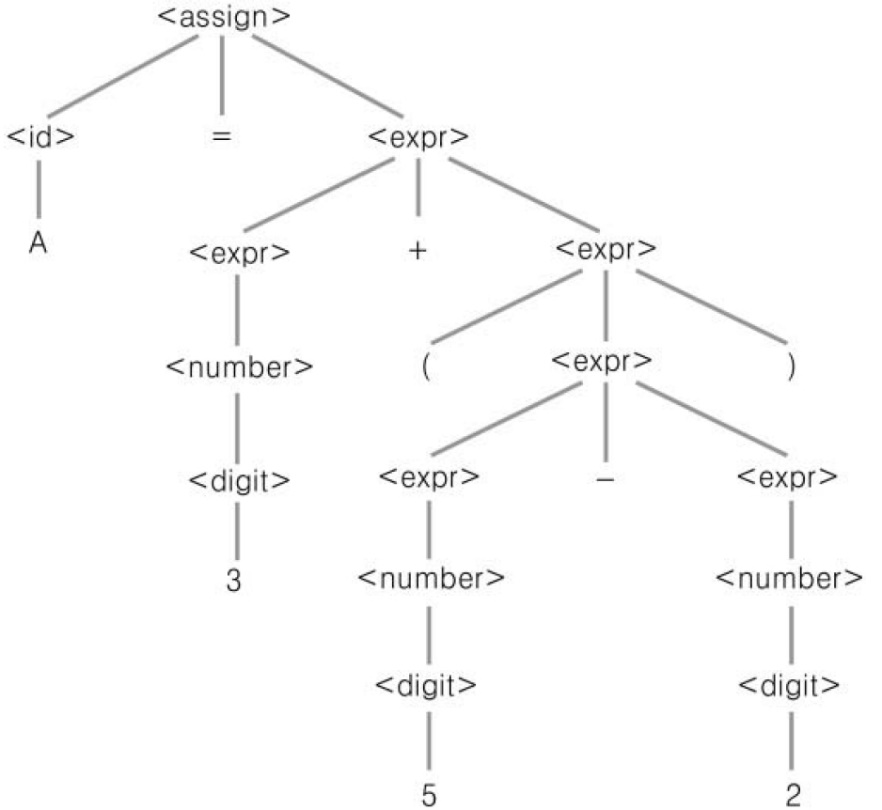 <assign>
<id> = <expr>
A <expr> + <expr>
<number> ( <expr> )
<digit> <expr> – <expr>
3 <number> <number>
<digit> <digit>
5 2